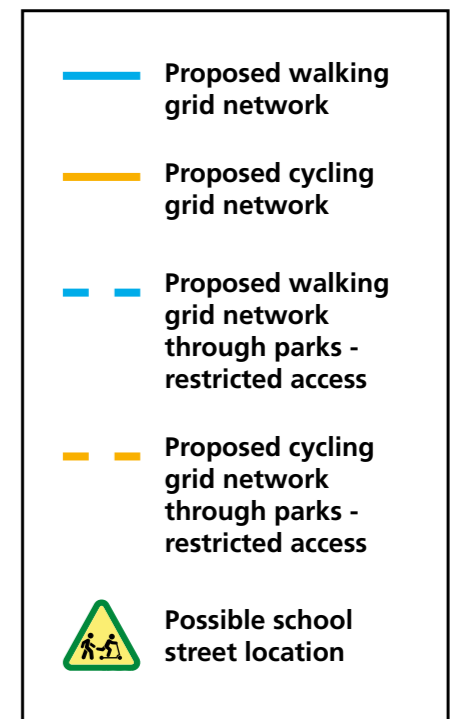 Proposed walking
grid network
Proposed cycling
grid network
Proposed walking
grid network
through parks -
restricted access
Proposed cycling
grid network
through parks -
restricted access
Possible school
street location